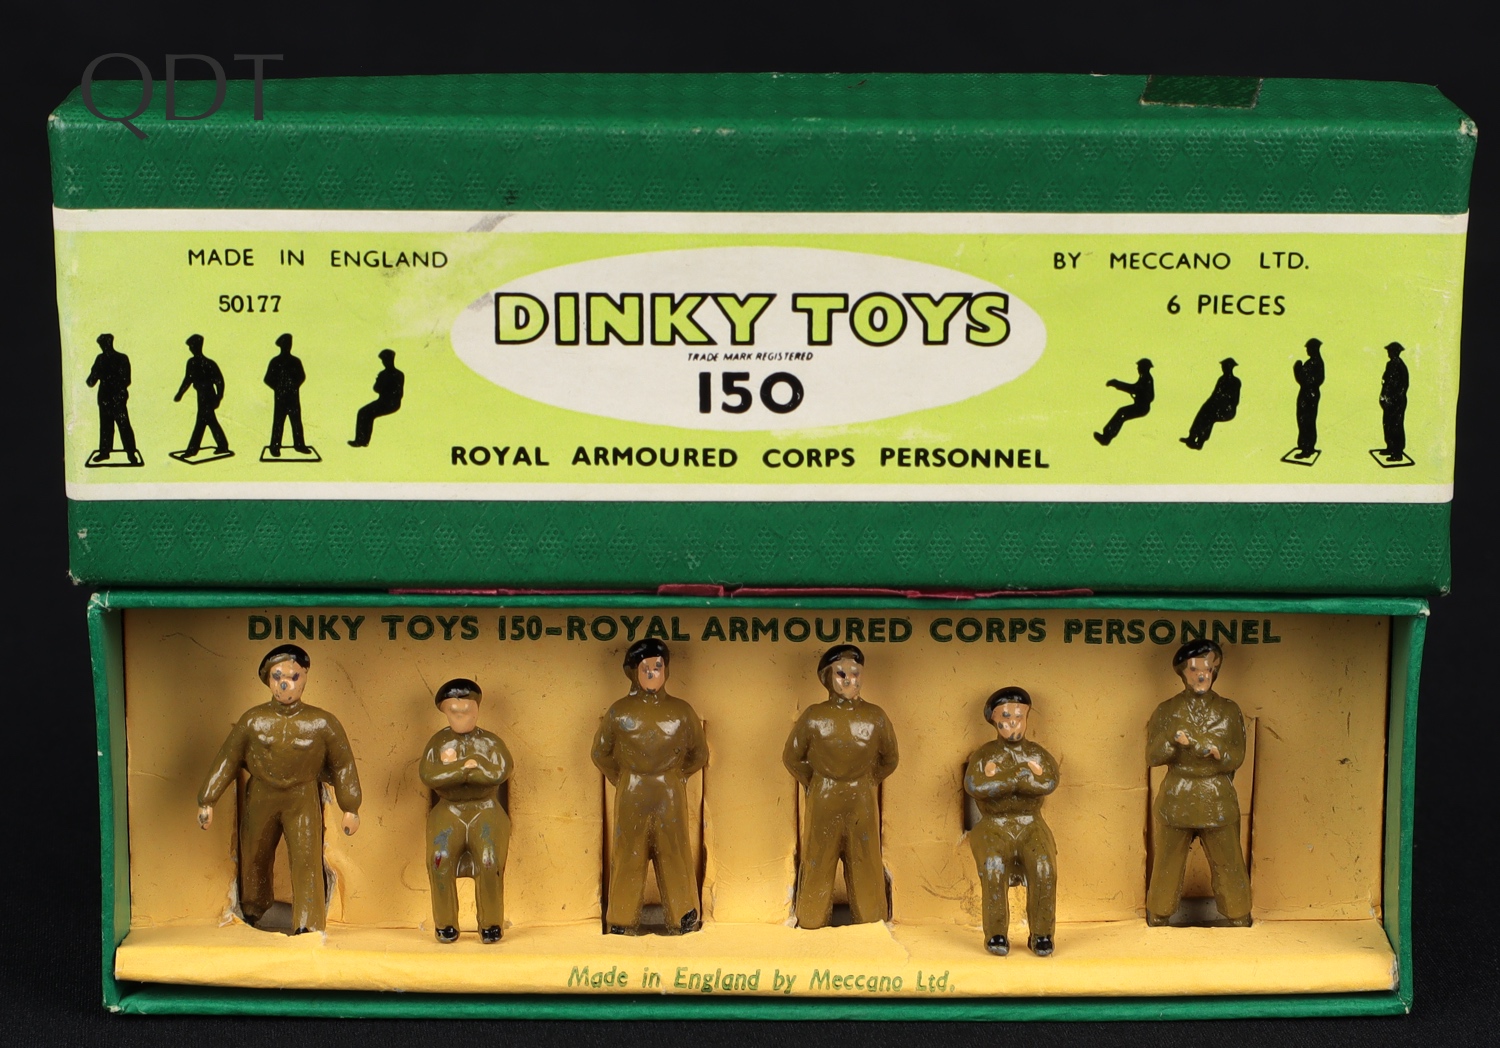 QDT
MADE IN ENGLAND
BY MECCANO LTD.
50177
DINKY TOYS
6 PIECES
TRADE MARK REGISTERED
150
ROYAL ARMOURED CORPS PERSONNEL
DINKY TOYS 150-ROYAL ARMOURED CORPS PERSONNEL
Made in England by Meccano Ltd.